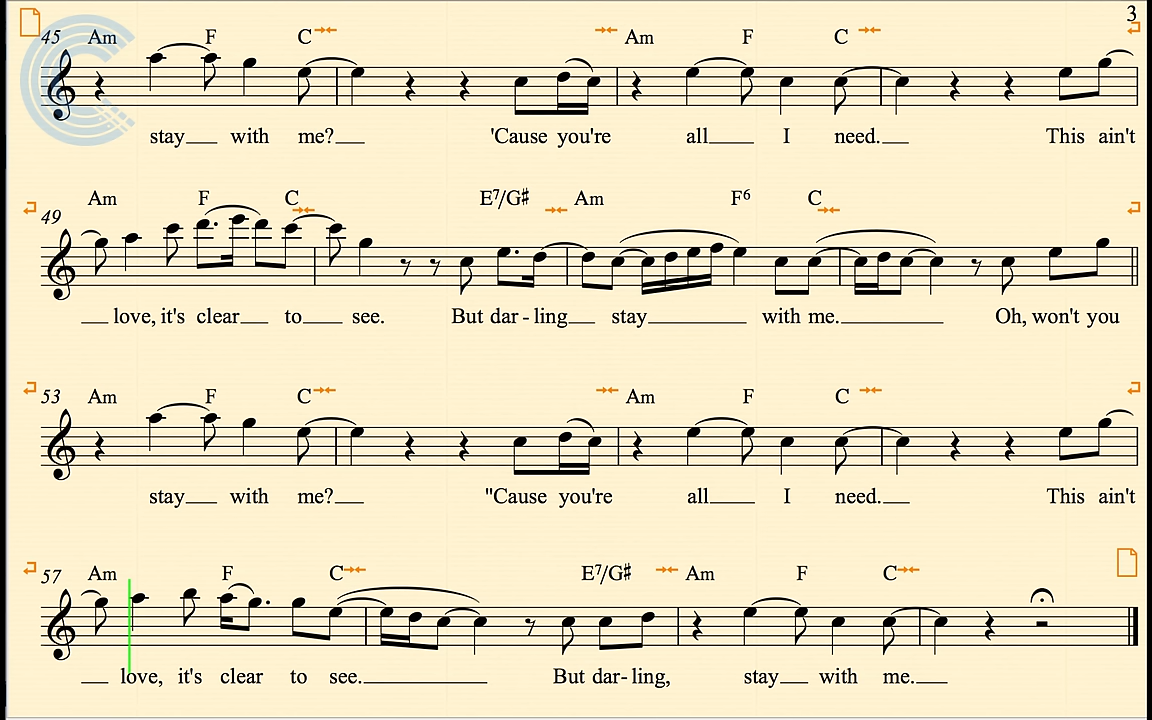 3
45 Am F C Am F C
stay with me? 'Cause you're all I need. This ain't
49 Am F C E7/G♯ Am F6 C
love, it's clear to see. But dar - ling stay with me. Oh, won't you
53 Am F C Am F C
stay with me? "Cause you're all I need. This ain't
57 Am F C E7/G♯ Am F C
love, it's clear to see. But dar - ling, stay with me.